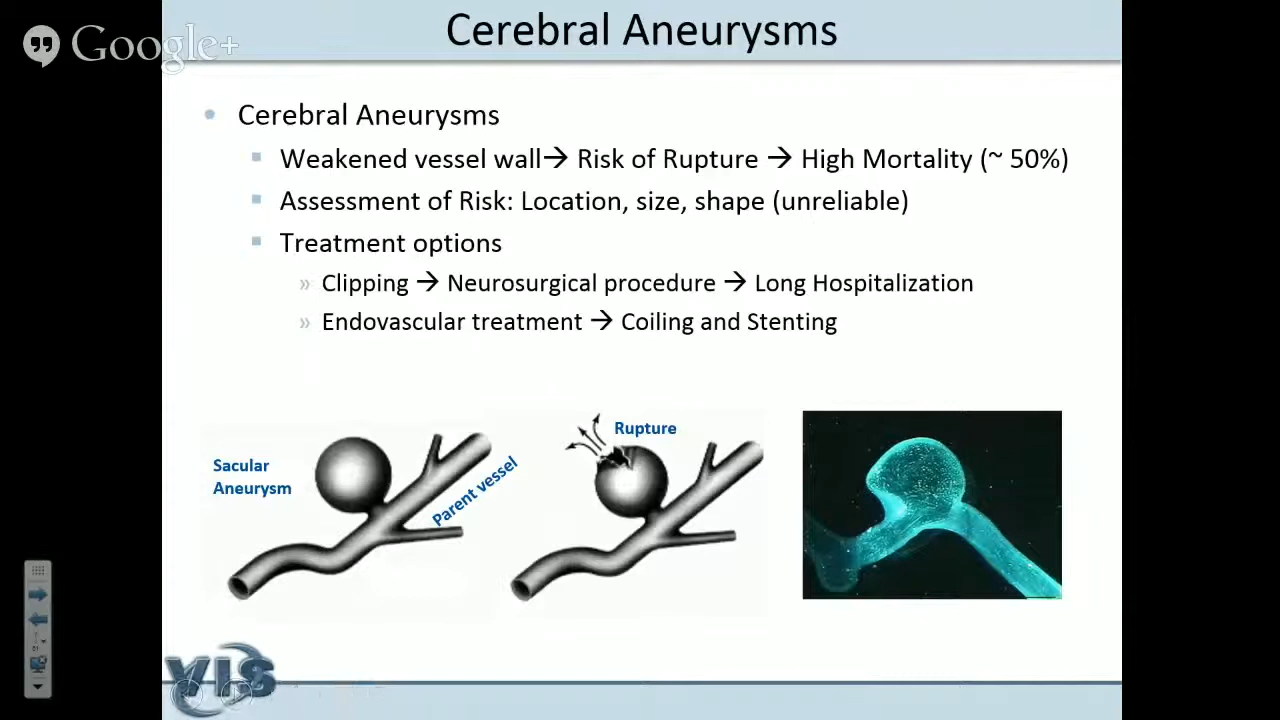 Google+
Cerebral Aneurysms
Cerebral Aneurysms
Weakened vessel wall→ Risk of Rupture → High Mortality (~ 50%)
Assessment of Risk: Location, size, shape (unreliable)
Treatment options
Clipping → Neurosurgical procedure → Long Hospitalization
Endovascular treatment → Coiling and Stenting
Sacular
Aneurysm
Parent vessel
Rupture
VIS